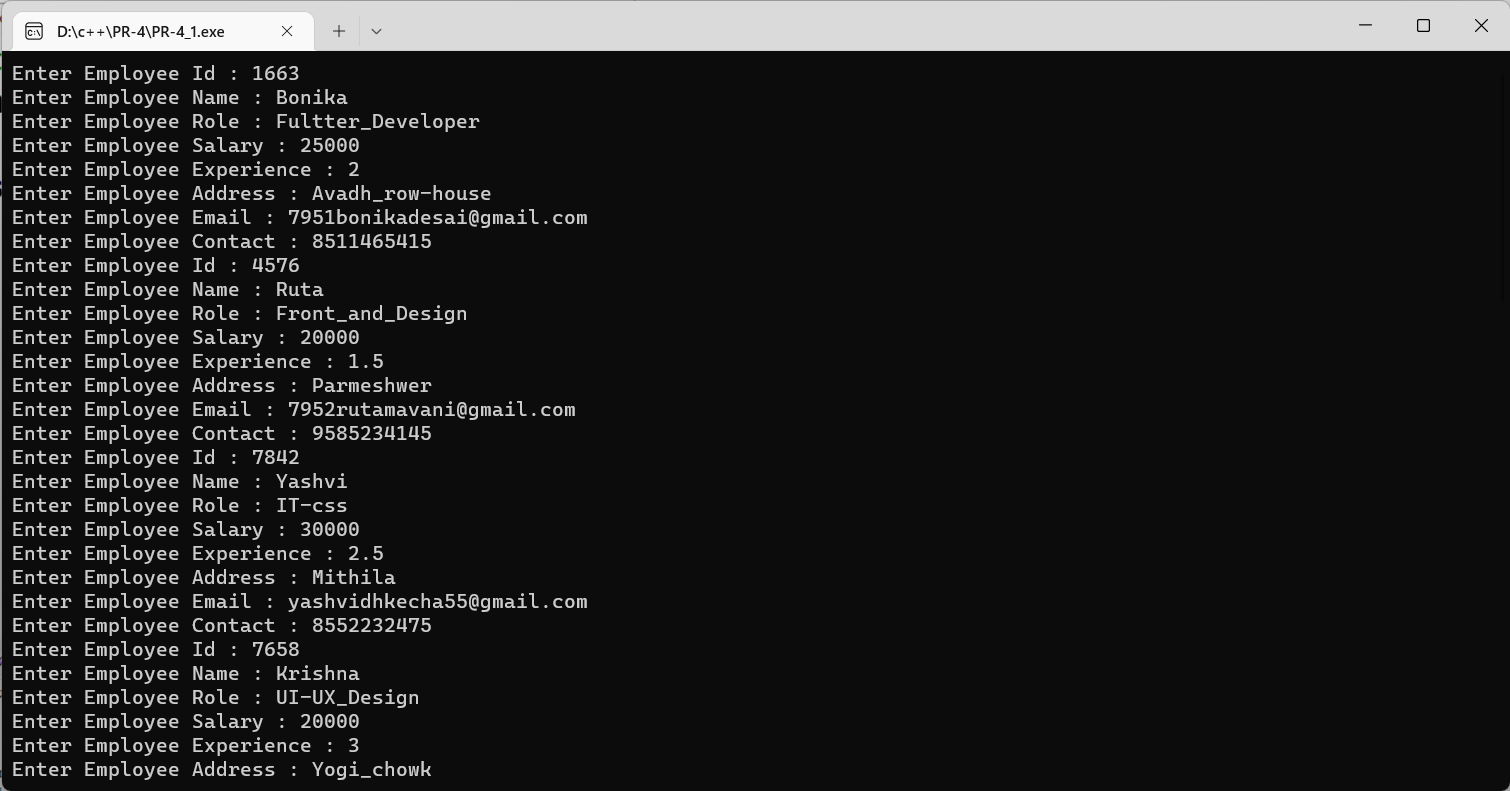 D:\c++\PR-4\PR-4_1.exe
Enter Employee Id : 1663
Enter Employee Name : Bonika
Enter Employee Role : Fultter_Developer
Enter Employee Salary : 25000
Enter Employee Experience : 2
Enter Employee Address : Avadh_row-house
Enter Employee Email : 7951bonikadesai@gmail.com
Enter Employee Contact : 8511465415
Enter Employee Id : 4576
Enter Employee Name : Ruta
Enter Employee Role : Front_and_Design
Enter Employee Salary : 20000
Enter Employee Experience : 1.5
Enter Employee Address : Parmeshwer
Enter Employee Email : 7952rutamavani@gmail.com
Enter Employee Contact : 9585234145
Enter Employee Id : 7842
Enter Employee Name : Yashvi
Enter Employee Role : IT-css
Enter Employee Salary : 30000
Enter Employee Experience : 2.5
Enter Employee Address : Mithila
Enter Employee Email : yashvidhkecha55@gmail.com
Enter Employee Contact : 8552232475
Enter Employee Id : 7658
Enter Employee Name : Krishna
Enter Employee Role : UI-UX_Design
Enter Employee Salary : 20000
Enter Employee Experience : 3
Enter Employee Address : Yogi_chowk